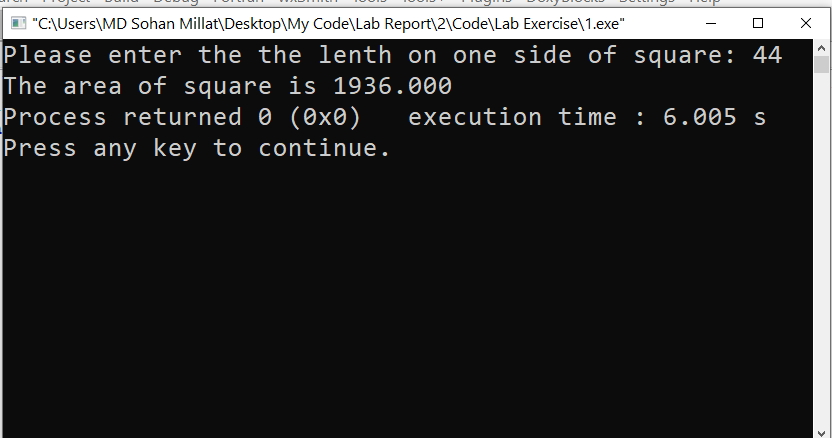 Project Build Debug Fortran wxSmith Tools Tools+ Plugins DoxyBlocks Settings Help
"C:\Users\MD Sohan Millat\Desktop\My Code\Lab Report\2\Code\Lab Exercise\1.exe"
Please enter the the lenth on one side of square: 44
The area of square is 1936.000
Process returned 0 (0x0)   execution time : 6.005 s
Press any key to continue.